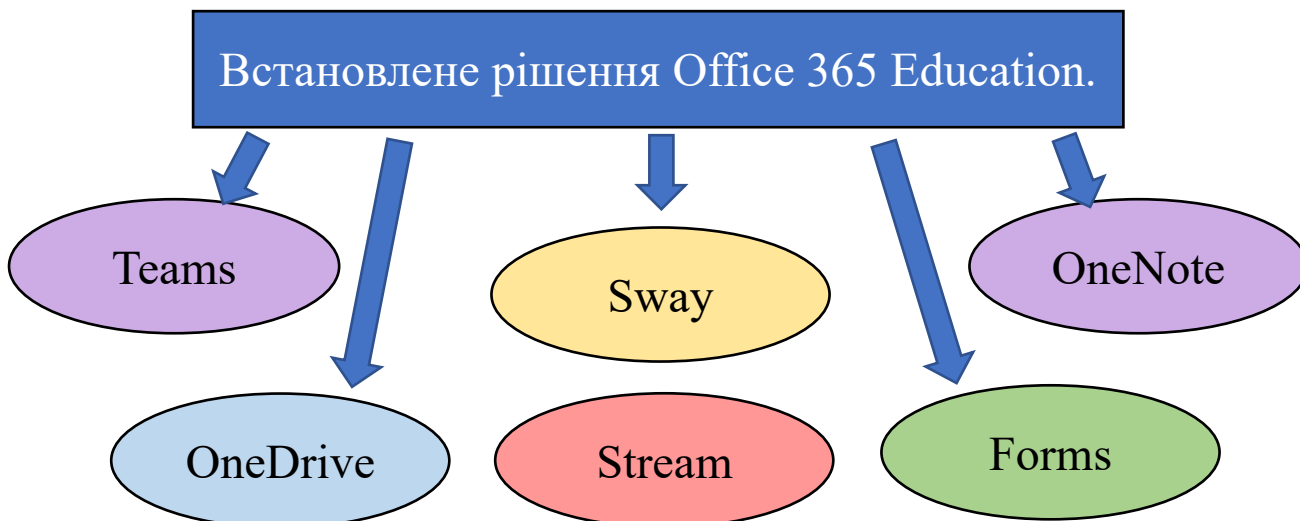 Встановлене рішення Office 365 Education.
Teams
Sway
OneNote
OneDrive
Stream
Forms